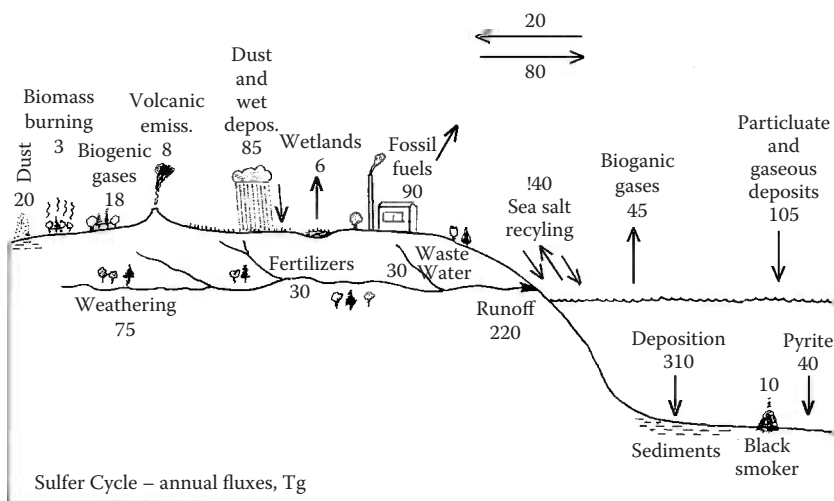 20
80
Dust
20
Biomass
burning
3
Biogenic
gases
18
Volcanic
emiss.
8
Dust
and
wet
depos.
85
Wetlands
6
Fossil
fuels
90
!40
Sea salt
recyling
Bioganic
gases
45
Particluate
and
gaseous
deposits
105
Weathering
75
Fertilizers
30
30
Waste
Water
Runoff
220
Deposition
310
Pyrite
40
10
Sediments
Black
smoker
Sulfer Cycle – annual fluxes, Tg